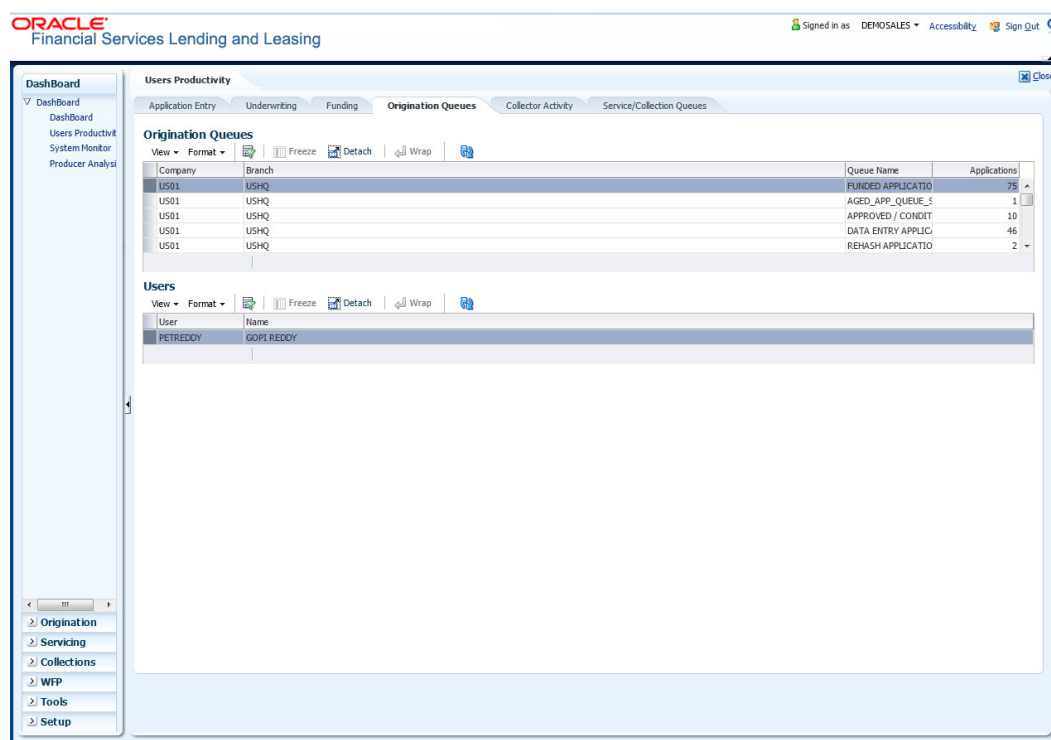 ORACLE
Financial Services Lending and Leasing
Signed in as DEMOSALES Accessibility Sign Out
DashBoard
DashBoard
DashBoard
Users Productivit
System Monitor
Producer Analysi
Users Productivity
Close
Application Entry Underwriting Funding Origination Queues Collector Activity Service/Collection Queues
Origination Queues
View Format Freeze Detach Wrap
Company Branch Queue Name Applications
US01 USHQ FUNDED APPLICATIO 75
US01 USHQ AGED_APP_QUEUE_S 1
US01 USHQ APPROVED / CONDIT 10
US01 USHQ DATA ENTRY APPLICA 46
US01 USHQ REHASH APPLICATIO 2
Users
View Format Freeze Detach Wrap
User Name
PETREDDY GOPI REDDY
Origination
Servicing
Collections
WFP
Tools
Setup